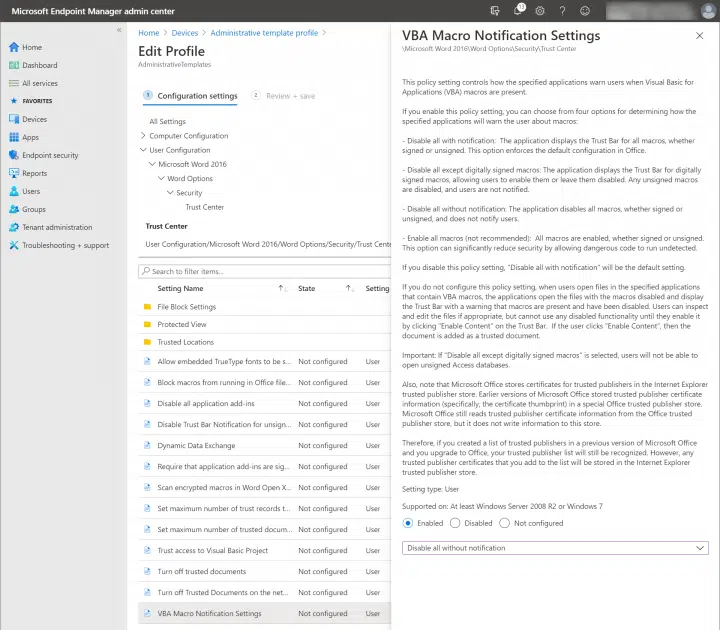 Microsoft Endpoint Manager admin center
13
Home
Dashboard
All services
FAVORITES
Devices
Apps
Endpoint security
Reports
Users
Groups
Tenant administration
Troubleshooting + support
Home > Devices > Administrative template profile >
Edit Profile
AdministrativeTemplates
1 Configuration settings 2 Review + save
All Settings
Computer Configuration
User Configuration
Microsoft Word 2016
Word Options
Security
Trust Center
Trust Center
User Configuration/Microsoft Word 2016/Word Options/Security/Trust Cente
Search to filter items...
Setting Name State Setting
File Block Settings
Protected View
Trusted Locations
Allow embedded TrueType fonts to be s... Not configured User
Block macros from running in Office file... Not configured User
Disable all application add-ins Not configured User
Disable Trust Bar Notification for unsign... Not configured User
Dynamic Data Exchange Not configured User
Require that application add-ins are sig... Not configured User
Scan encrypted macros in Word Open X... Not configured User
Set maximum number of trust records t... Not configured User
Set maximum number of trusted docum... Not configured User
Trust access to Visual Basic Project Not configured User
Turn off trusted documents Not configured User
Turn off Trusted Documents on the net... Not configured User
VBA Macro Notification Settings Not configured User
VBA Macro Notification Settings
\Microsoft Word 2016\Word Options\Security\Trust Center
This policy setting controls how the specified applications warn users when Visual Basic for
Applications (VBA) macros are present.
If you enable this policy setting, you can choose from four options for determining how the
specified applications will warn the user about macros:
- Disable all with notification: The application displays the Trust Bar for all macros, whether
signed or unsigned. This option enforces the default configuration in Office.
- Disable all except digitally signed macros: The application displays the Trust Bar for digitally
signed macros, allowing users to enable them or leave them disabled. Any unsigned macros
are disabled, and users are not notified.
- Disable all without notification: The application disables all macros, whether signed or
unsigned, and does not notify users.
- Enable all macros (not recommended): All macros are enabled, whether signed or unsigned.
This option can significantly reduce security by allowing dangerous code to run undetected.
If you disable this policy setting, "Disable all with notification" will be the default setting.
If you do not configure this policy setting, when users open files in the specified applications
that contain VBA macros, the applications open the files with the macros disabled and display
the Trust Bar with a warning that macros are present and have been disabled. Users can inspect
and edit the files if appropriate, but cannot use any disabled functionality until they enable it
by clicking "Enable Content" on the Trust Bar. If the user clicks "Enable Content", then the
document is added as a trusted document.
Important: If "Disable all except digitally signed macros" is selected, users will not be able to
open unsigned Access databases.
Also, note that Microsoft Office stores certificates for trusted publishers in the Internet Explorer
trusted publisher store. Earlier versions of Microsoft Office stored trusted publisher certificate
information (specifically, the certificate thumbprint) in a special Office trusted publisher store.
Microsoft Office still reads trusted publisher certificate information from the Office trusted
publisher store, but it does not write information to this store.
Therefore, if you created a list of trusted publishers in a previous version of Microsoft Office
and you upgrade to Office, your trusted publisher list will still be recognized. However, any
trusted publisher certificates that you add to the list will be stored in the Internet Explorer
trusted publisher store.
Setting type: User
Supported on: At least Windows Server 2008 R2 or Windows 7
Enabled Disabled Not configured
Disable all without notification